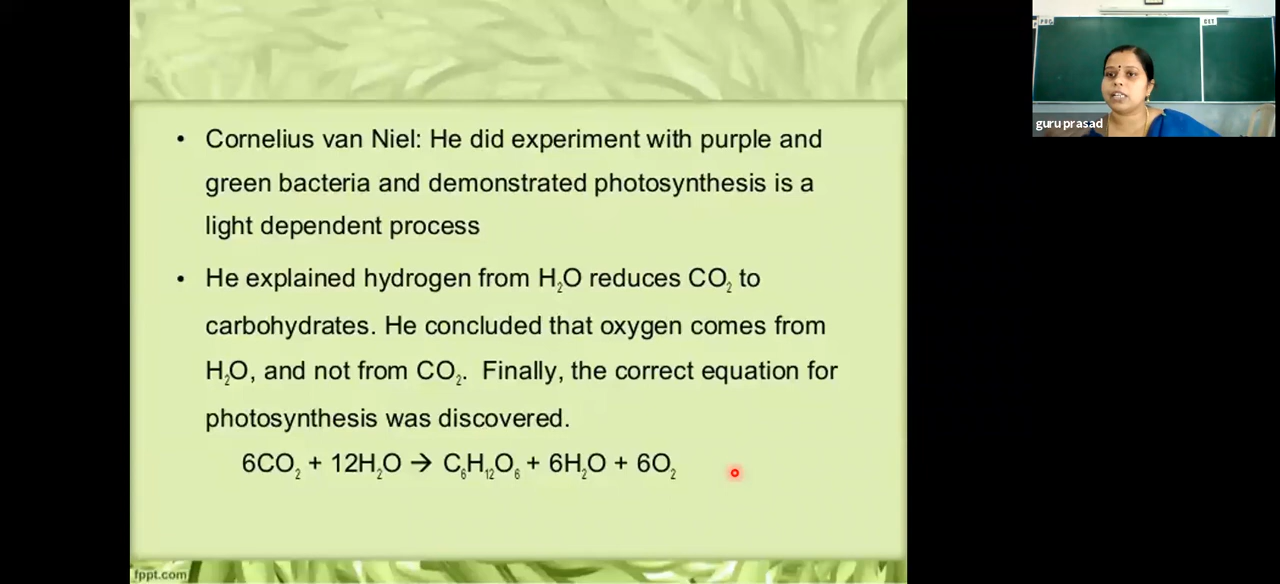 • Cornelius van Niel: He did experiment with purple and
green bacteria and demonstrated photosynthesis is a
light dependent process
• He explained hydrogen from H₂O reduces CO₂ to
carbohydrates. He concluded that oxygen comes from
H₂O, and not from CO₂. Finally, the correct equation for
photosynthesis was discovered.
6CO₂ + 12H₂O → C₆H₁₂O₆ + 6H₂O + 6O₂
fppt.com
guru prasad